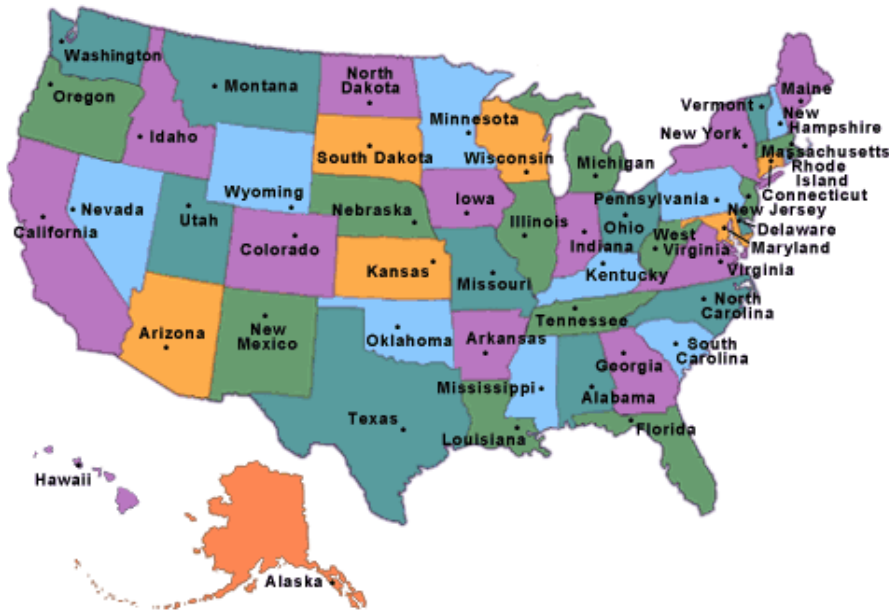 Washington
Montana
North
Dakota
Minnesota
Oregon
Idaho
Wyoming
South Dakota
Wisconsin
Michigan
Maine
Vermont
New
Hampshire
New York
Massachusetts
Rhode
Island
Connecticut
Nevada
Utah
Colorado
Nebraska
Iowa
Illinois
Indiana
Ohio
Pennsylvania
New Jersey
Delaware
Maryland
West
Virginia
Virginia
California
Kansas
Missouri
Kentucky
North
Carolina
Tennessee
South
Carolina
Arizona
New
Mexico
Oklahoma
Arkansas
Georgia
Mississippi
Alabama
Texas
Louisiana
Florida
Hawaii
Alaska